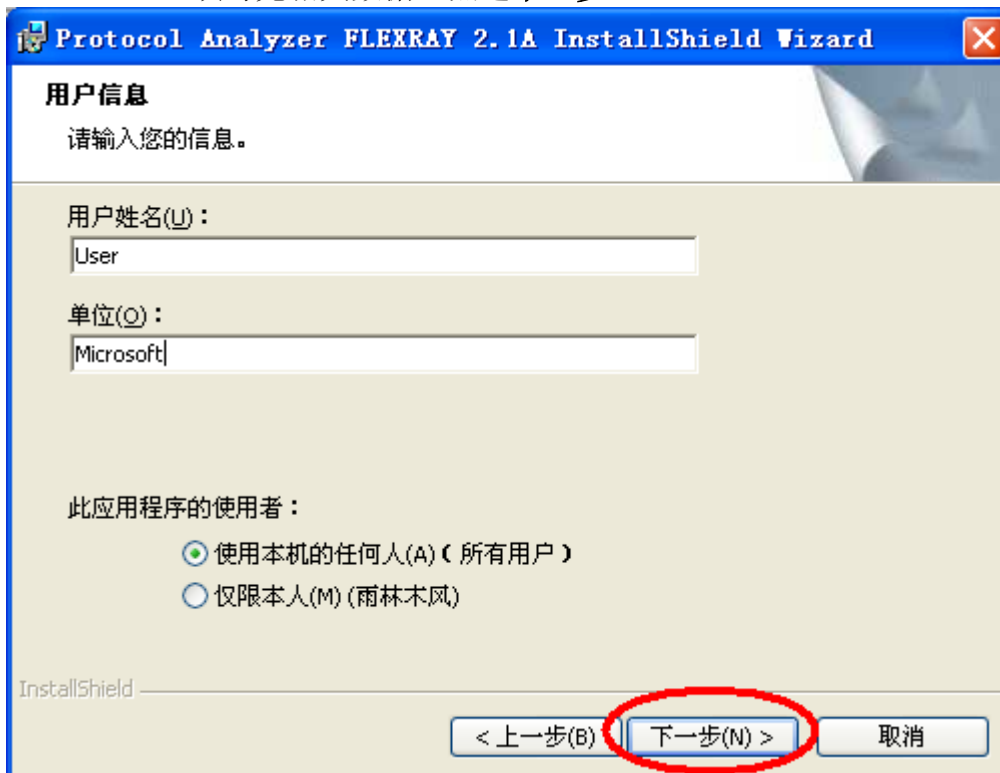 Protocol Analyzer FLEXRAY 2.1A InstallShield Wizard
用户信息
请输入您的信息。
用户姓名(U)：
User
单位(O)：
Microsoft
此应用程序的使用者：
使用本机的任何人(A)(所有用户)
仅限本人(M) (雨林木风)
InstallShield
< 上一步(B) 下一步(N) > 取消